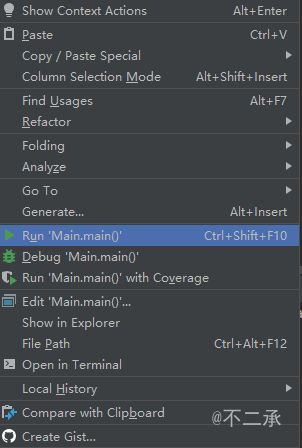 Show Context Actions Alt+Enter
Paste Ctrl+V
Copy / Paste Special
Column Selection Mode Alt+Shift+Insert
Find Usages Alt+F7
Refactor
Folding
Analyze
Go To
Generate... Alt+Insert
Run 'Main.main()' Ctrl+Shift+F10
Debug 'Main.main()'
Run 'Main.main()' with Coverage
Edit 'Main.main()'...
Show in Explorer
File Path Ctrl+Alt+F12
Open in Terminal
Local History
Compare with Clipboard
@不二承
Create Gist...